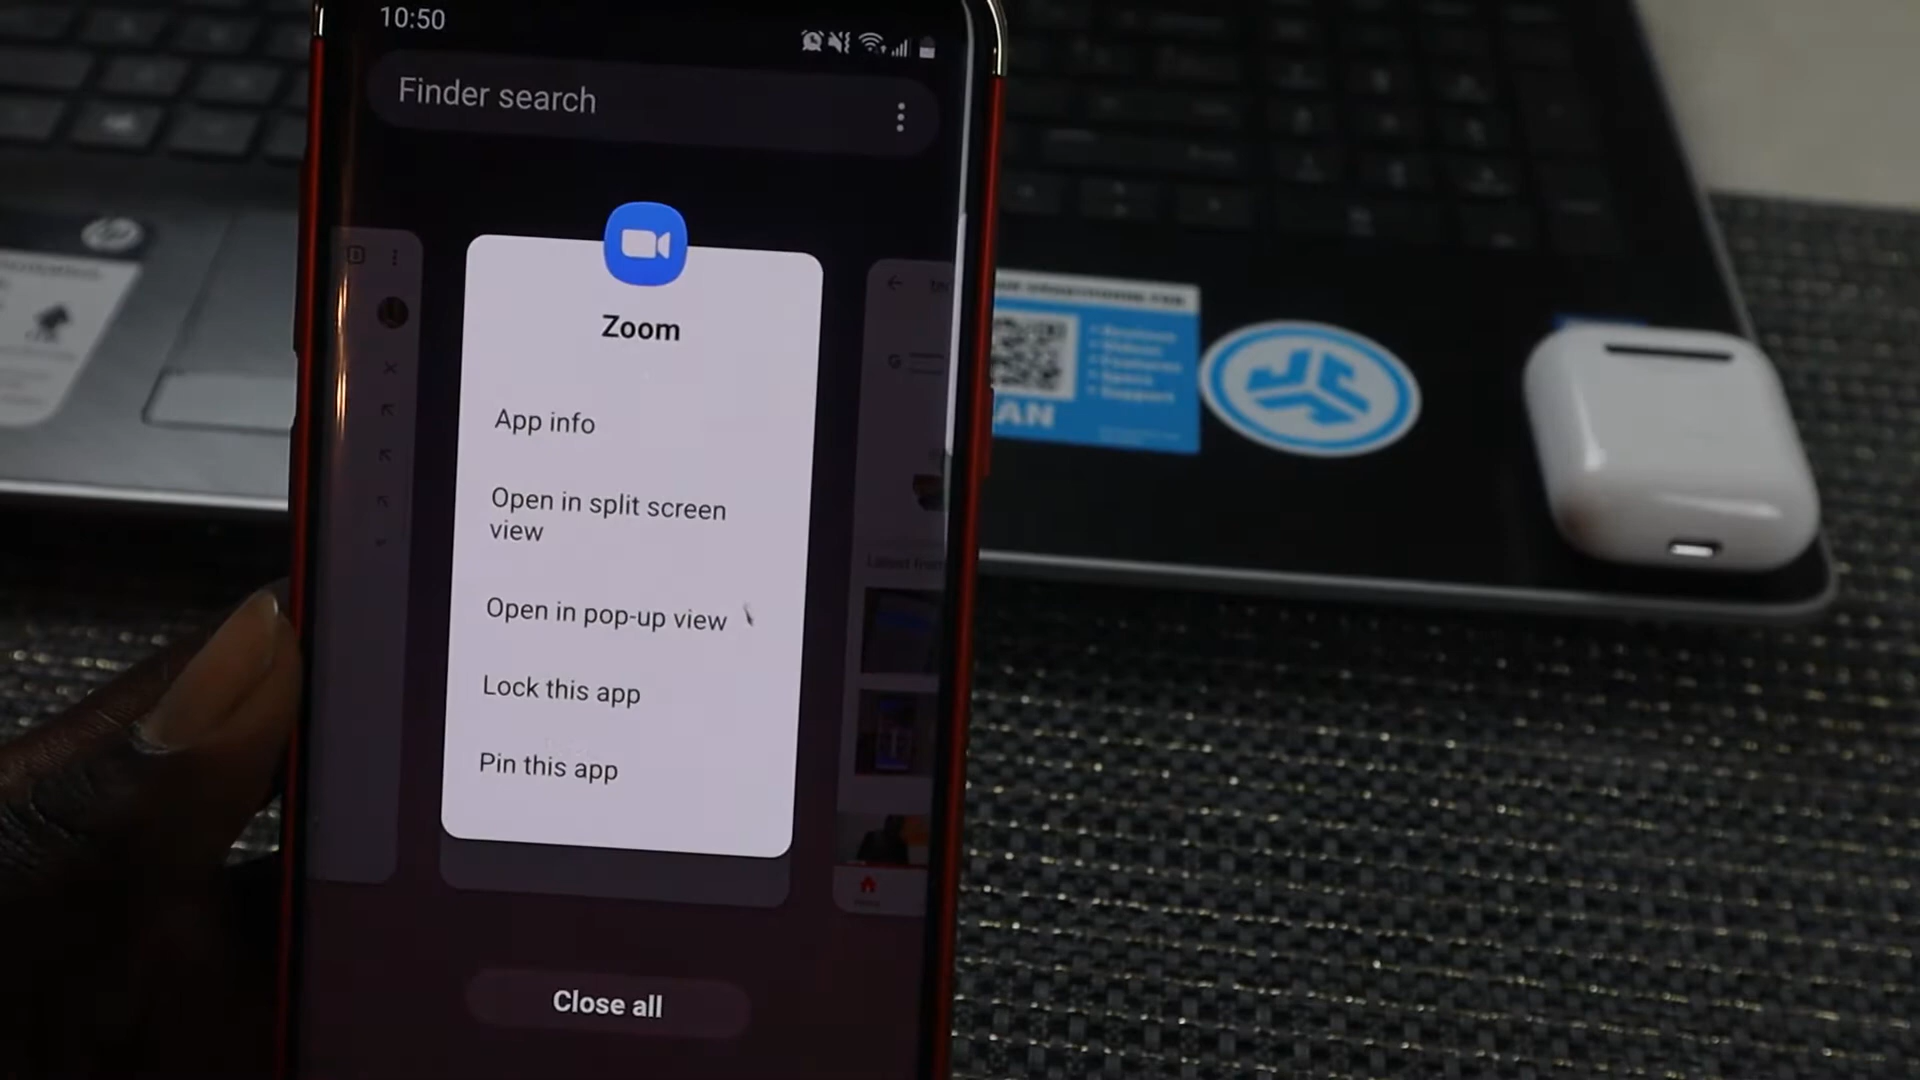 10:50
Finder search
Zoom
App info
Open in split screen
view
Open in pop-up view
Lock this app
Pin this app
Close all
hp